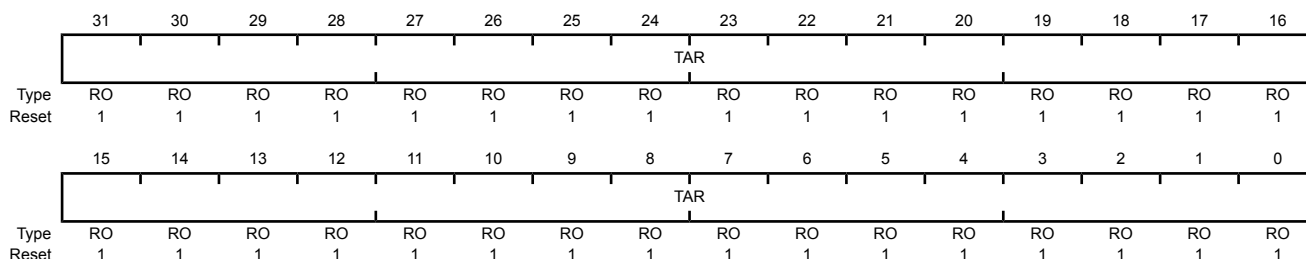 31 30 29 28 27 26 25 24 23 22 21 20 19 18 17 16
TAR
Type RO RO RO RO RO RO RO RO RO RO RO RO RO RO RO RO
Reset 1 1 1 1 1 1 1 1 1 1 1 1 1 1 1 1
15 14 13 12 11 10 9 8 7 6 5 4 3 2 1 0
TAR
Type RO RO RO RO RO RO RO RO RO RO RO RO RO RO RO RO
Reset 1 1 1 1 1 1 1 1 1 1 1 1 1 1 1 1